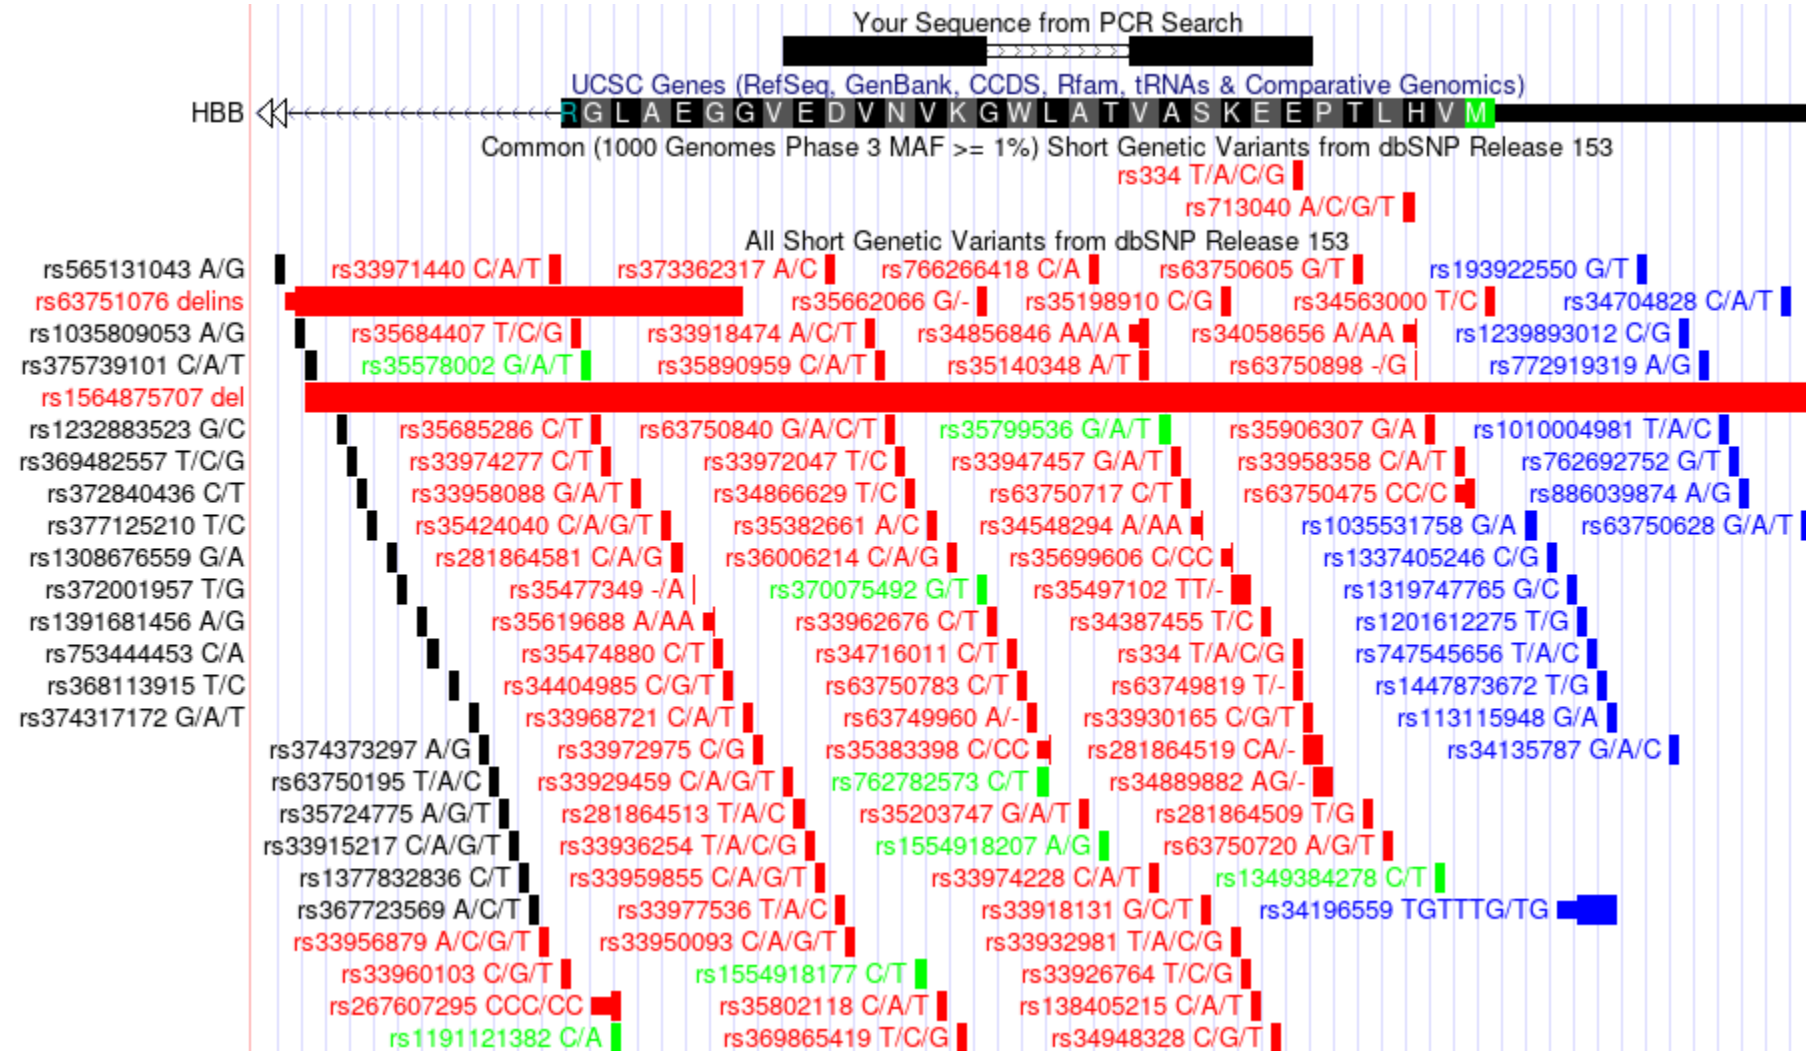 Your Sequence from PCR Search
UCSC Genes (RefSeq, GenBank, CCDS, Rfam, tRNAs & Comparative Genomics)
HBB R G L A E G G V E D V N V K G W L A T V A S K E E P T L H V M
Common (1000 Genomes Phase 3 MAF >= 1%) Short Genetic Variants from dbSNP Release 153
rs334 T/A/C/G
rs713040 A/C/G/T
All Short Genetic Variants from dbSNP Release 153
rs565131043 A/G rs33971440 C/A/T rs373362317 A/C rs766266418 C/A rs63750605 G/T rs193922550 G/T
rs63751076 delins rs35662066 G/- rs35198910 C/G rs34563000 T/C rs34704828 C/A/T
rs1035809053 A/G rs35684407 T/C/G rs33918474 A/C/T rs34856846 AA/A rs34058656 A/AA rs1239893012 C/G
rs375739101 C/A/T rs35578002 G/A/T rs35890959 C/A/T rs35140348 A/T rs63750898 -/G rs772919319 A/G
rs1564875707 del
rs1232883523 G/C rs35685286 C/T rs63750840 G/A/C/T rs35799536 G/A/T rs35906307 G/A rs1010004981 T/A/C
rs369482557 T/C/G rs33974277 C/T rs33972047 T/C rs33947457 G/A/T rs33958358 C/A/T rs762692752 G/T
rs372840436 C/T rs33958088 G/A/T rs34866629 T/C rs63750717 C/T rs63750475 CC/C rs886039874 A/G
rs377125210 T/C rs35424040 C/A/G/T rs35382661 A/C rs34548294 A/AA rs1035531758 G/A rs63750628 G/A/T
rs1308676559 G/A rs281864581 C/A/G rs36006214 C/A/G rs35699606 C/CC rs1337405246 C/G
rs372001957 T/G rs35477349 -/A rs370075492 G/T rs35497102 TT/- rs1319747765 G/C
rs1391681456 A/G rs35619688 A/AA rs33962676 C/T rs34387455 T/C rs1201612275 T/G
rs753444453 C/A rs35474880 C/T rs34716011 C/T rs334 T/A/C/G rs747545656 T/A/C
rs368113915 T/C rs34404985 C/G/T rs63750783 C/T rs63749819 T/- rs1447873672 T/G
rs374317172 G/A/T rs33968721 C/A/T rs63749960 A/- rs33930165 C/G/T rs113115948 G/A
rs374373297 A/G rs33972975 C/G rs35383398 C/CC rs281864519 CA/- rs34135787 G/A/C
rs63750195 T/A/C rs33929459 C/A/G/T rs762782573 C/T rs34889882 AG/-
rs35724775 A/G/T rs281864513 T/A/C rs35203747 G/A/T rs281864509 T/G
rs33915217 C/A/G/T rs33936254 T/A/C/G rs1554918207 A/G rs63750720 A/G/T
rs1377832836 C/T rs33959855 C/A/G/T rs33974228 C/A/T rs1349384278 C/T
rs367723569 A/C/T rs33977536 T/A/C rs33918131 G/C/T rs34196559 TGTTTG/TG
rs33956879 A/C/G/T rs33950093 C/A/G/T rs33932981 T/A/C/G
rs33960103 C/G/T rs1554918177 C/T rs33926764 T/C/G
rs267607295 CCC/CC rs35802118 C/A/T rs138405215 C/A/T
rs1191121382 C/A rs369865419 T/C/G rs34948328 C/G/T